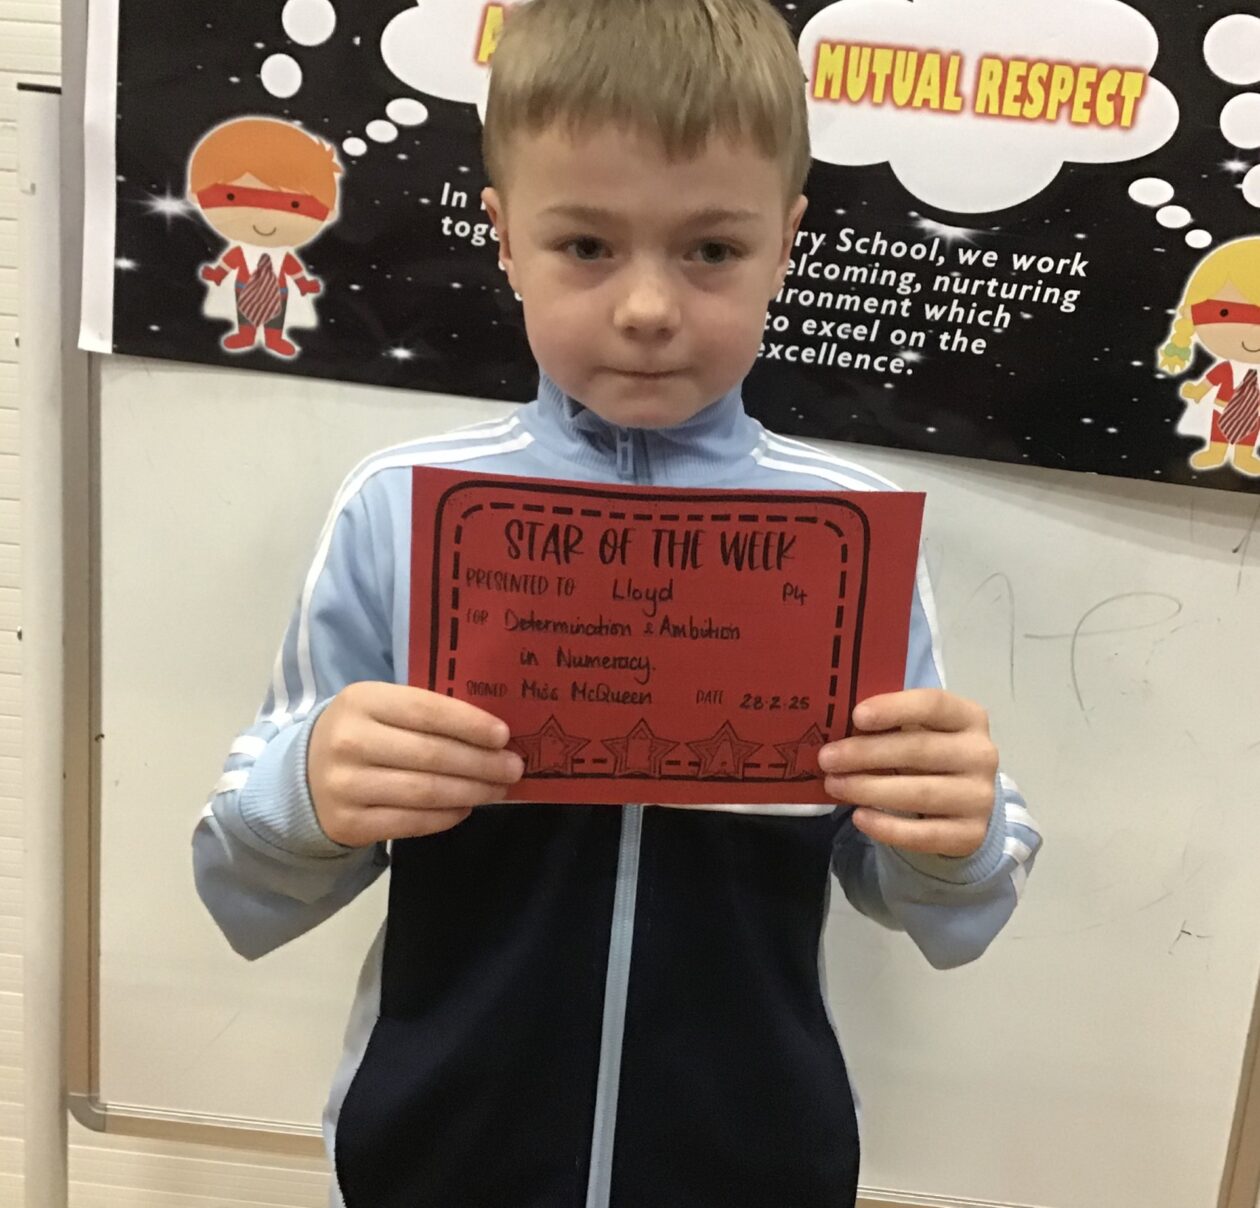 MUTUAL RESPECT
In
toge
ry School, we work
elcoming, nurturing
ironment which
to excel on the
excellence.
STAR OF THE WEEK
PRESENTED TO Lloyd P4
FOR Determination & Ambition
in Numeracy.
SIGNED Miss McQueen DATE 28.2.25